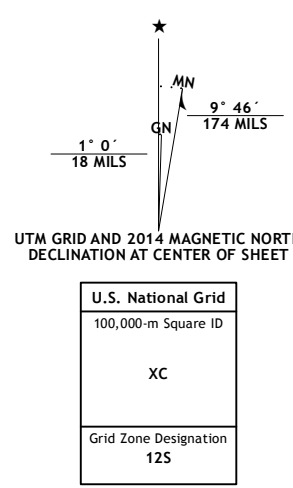 MN
9° 46´
174 MILS
GN
1° 0´
18 MILS
UTM GRID AND 2014 MAGNETIC NORT
DECLINATION AT CENTER OF SHEET
U.S. National Grid
100,000-m Square ID
XC
Grid Zone Designation
12S